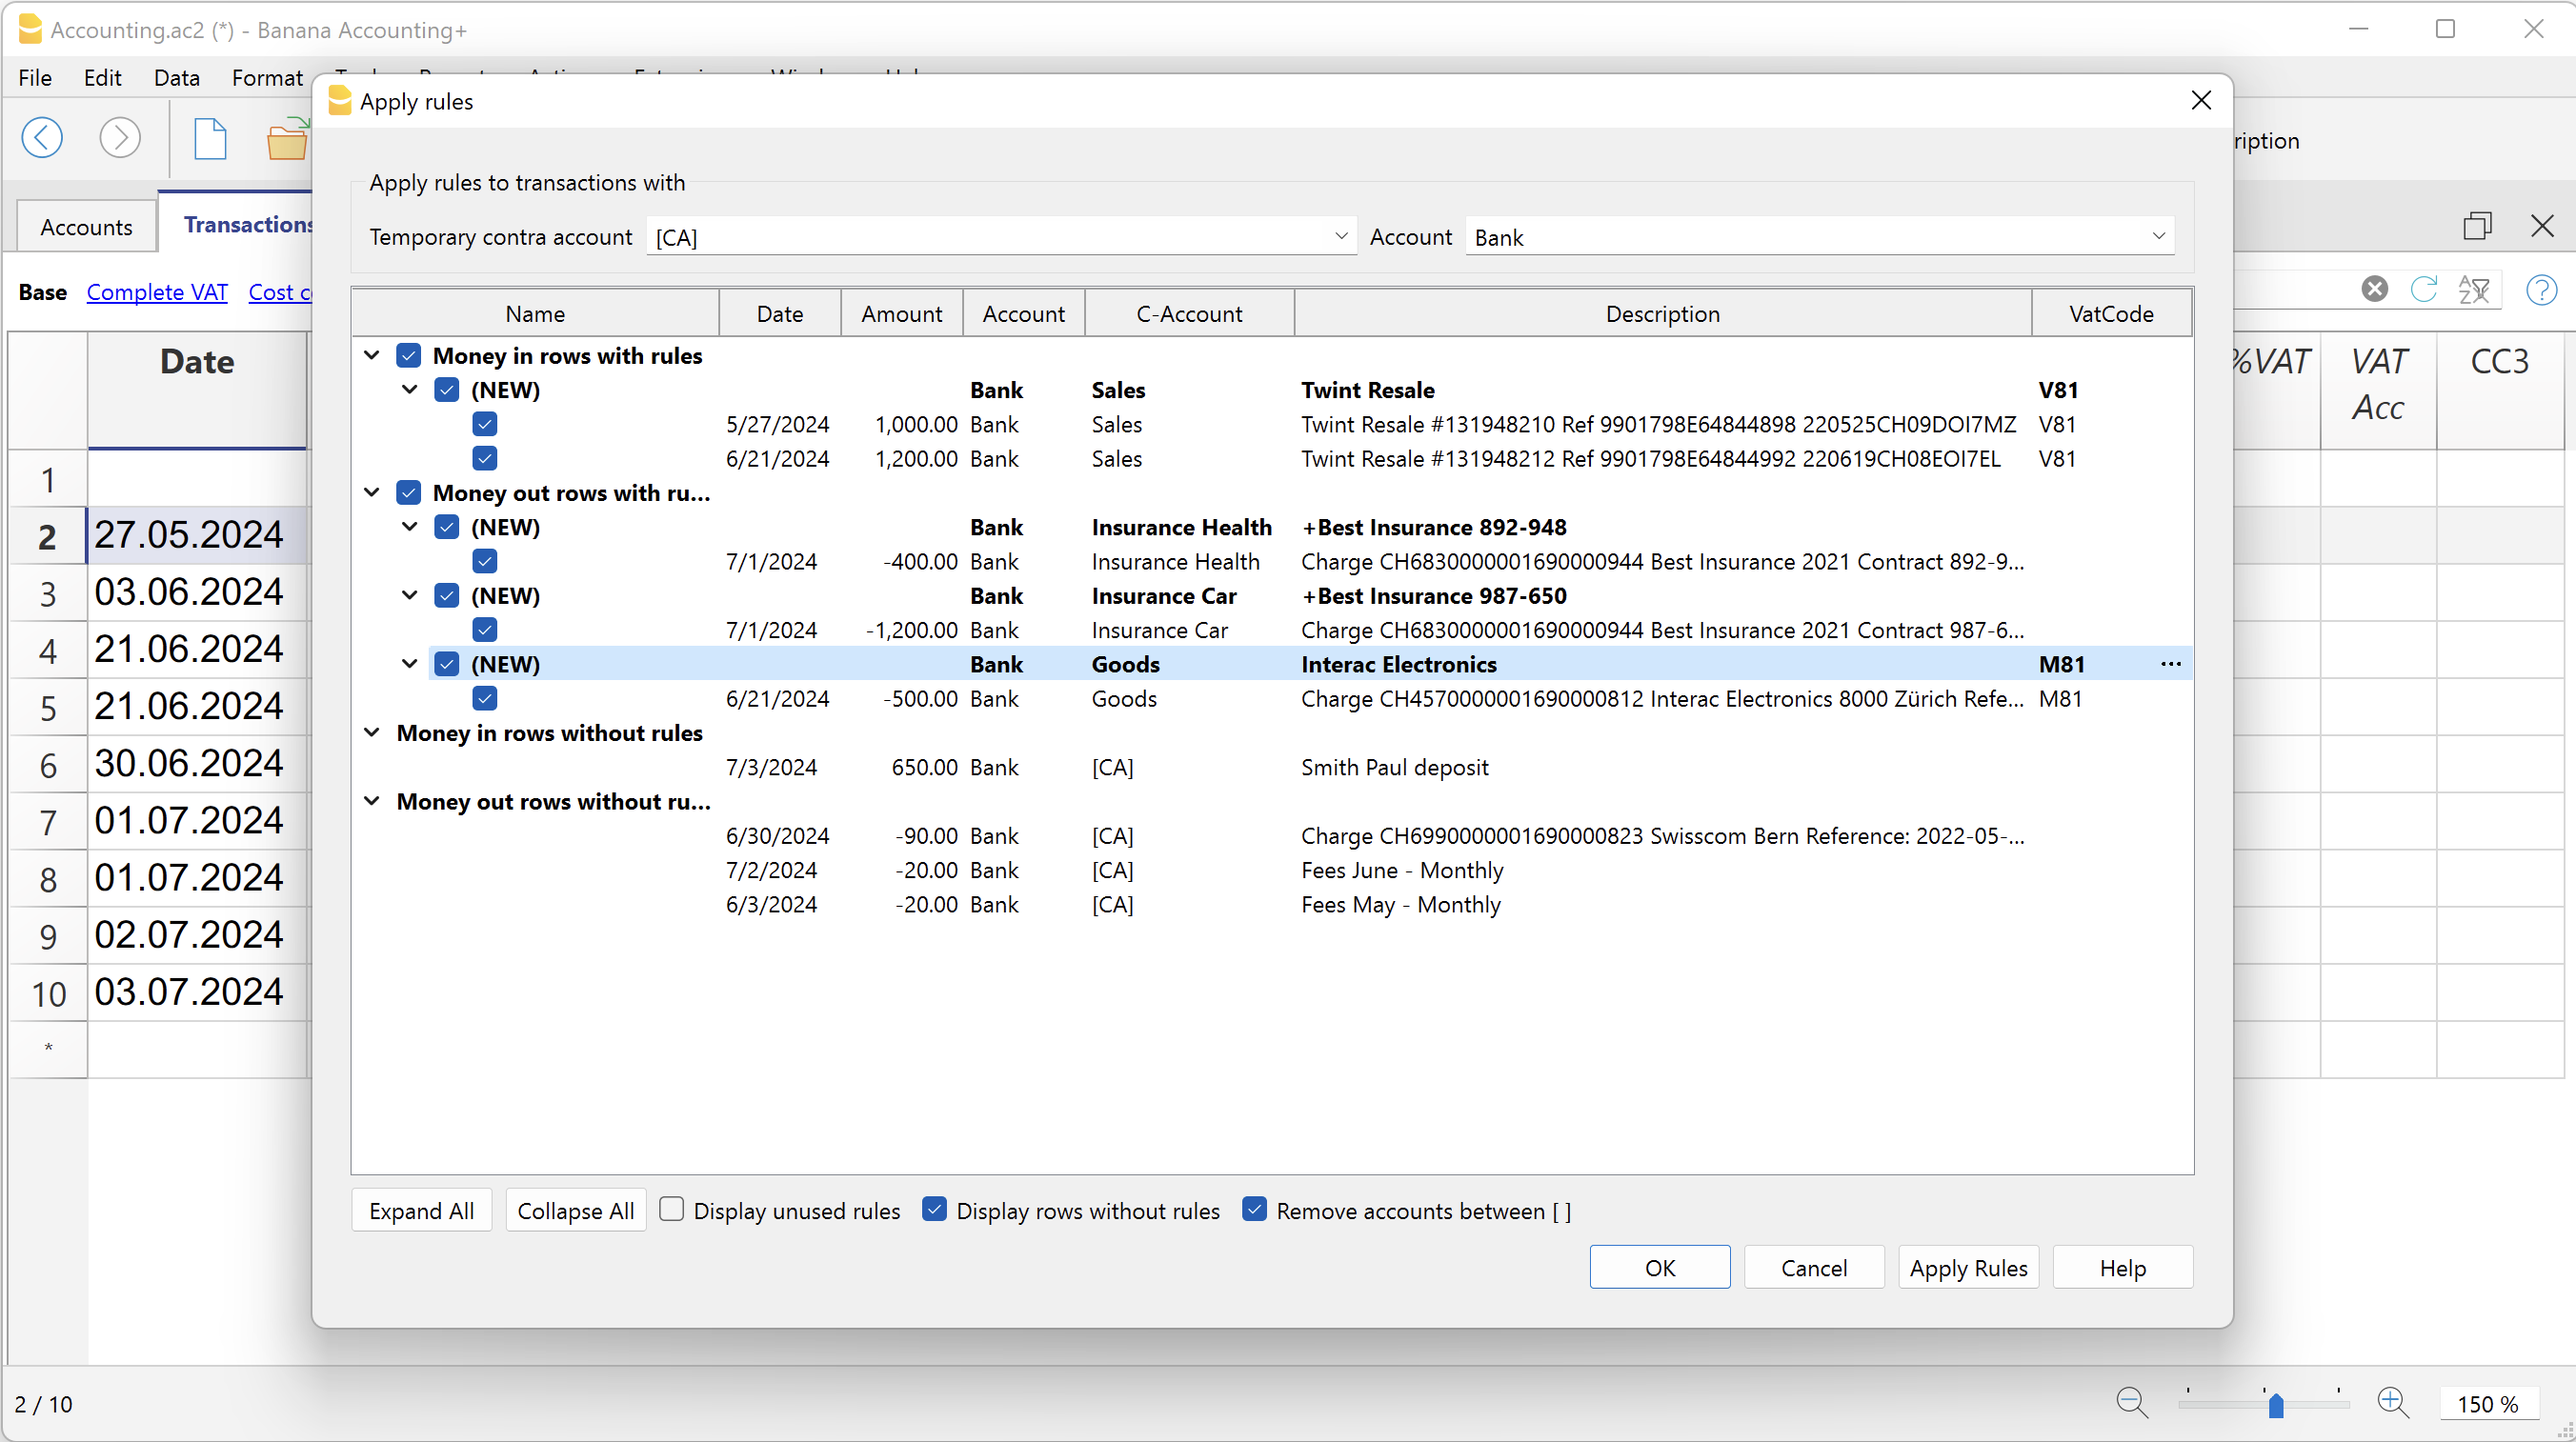 Accounting.ac2 (*) - Banana Accounting+
File Edit Data Format
Apply rules
ription
Accounts Transactions
Apply rules to transactions with
Temporary contra account [CA] Account Bank
Base Complete VAT Cost c
Name Date Amount Account C-Account Description VatCode
Date %VAT VAT Acc CC3
Money in rows with rules
(NEW) Bank Sales Twint Resale V81
5/27/2024 1,000.00 Bank Sales Twint Resale #131948210 Ref 9901798E64844898 220525CH09DOI7MZ V81
6/21/2024 1,200.00 Bank Sales Twint Resale #131948212 Ref 9901798E64844992 220619CH08EOI7EL V81
Money out rows with ru...
(NEW) Bank Insurance Health +Best Insurance 892-948
7/1/2024 -400.00 Bank Insurance Health Charge CH6830000001690000944 Best Insurance 2021 Contract 892-9...
(NEW) Bank Insurance Car +Best Insurance 987-650
7/1/2024 -1,200.00 Bank Insurance Car Charge CH6830000001690000944 Best Insurance 2021 Contract 987-6...
(NEW) Bank Goods Interac Electronics M81 ...
6/21/2024 -500.00 Bank Goods Charge CH4570000001690000812 Interac Electronics 8000 Zürich Refe... M81
Money in rows without rules
7/3/2024 650.00 Bank [CA] Smith Paul deposit
Money out rows without ru...
6/30/2024 -90.00 Bank [CA] Charge CH6990000001690000823 Swisscom Bern Reference: 2022-05-...
7/2/2024 -20.00 Bank [CA] Fees June - Monthly
6/3/2024 -20.00 Bank [CA] Fees May - Monthly
1
2 27.05.2024
3 03.06.2024
4 21.06.2024
5 21.06.2024
6 30.06.2024
7 01.07.2024
8 01.07.2024
9 02.07.2024
10 03.07.2024
*
Expand All Collapse All Display unused rules Display rows without rules Remove accounts between [ ]
OK Cancel Apply Rules Help
2 / 10 150 %